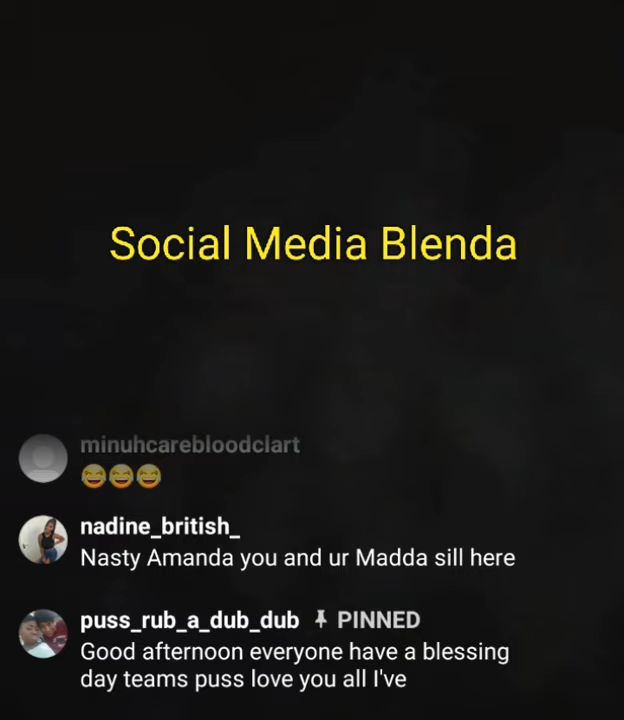 Social Media Blenda
minuhcarebloodclart
😂😂😂
nadine_british_
Nasty Amanda you and ur Madda sill here
puss_rub_a_dub_dub 📌 PINNED
Good afternoon everyone have a blessing
day teams puss love you all I've